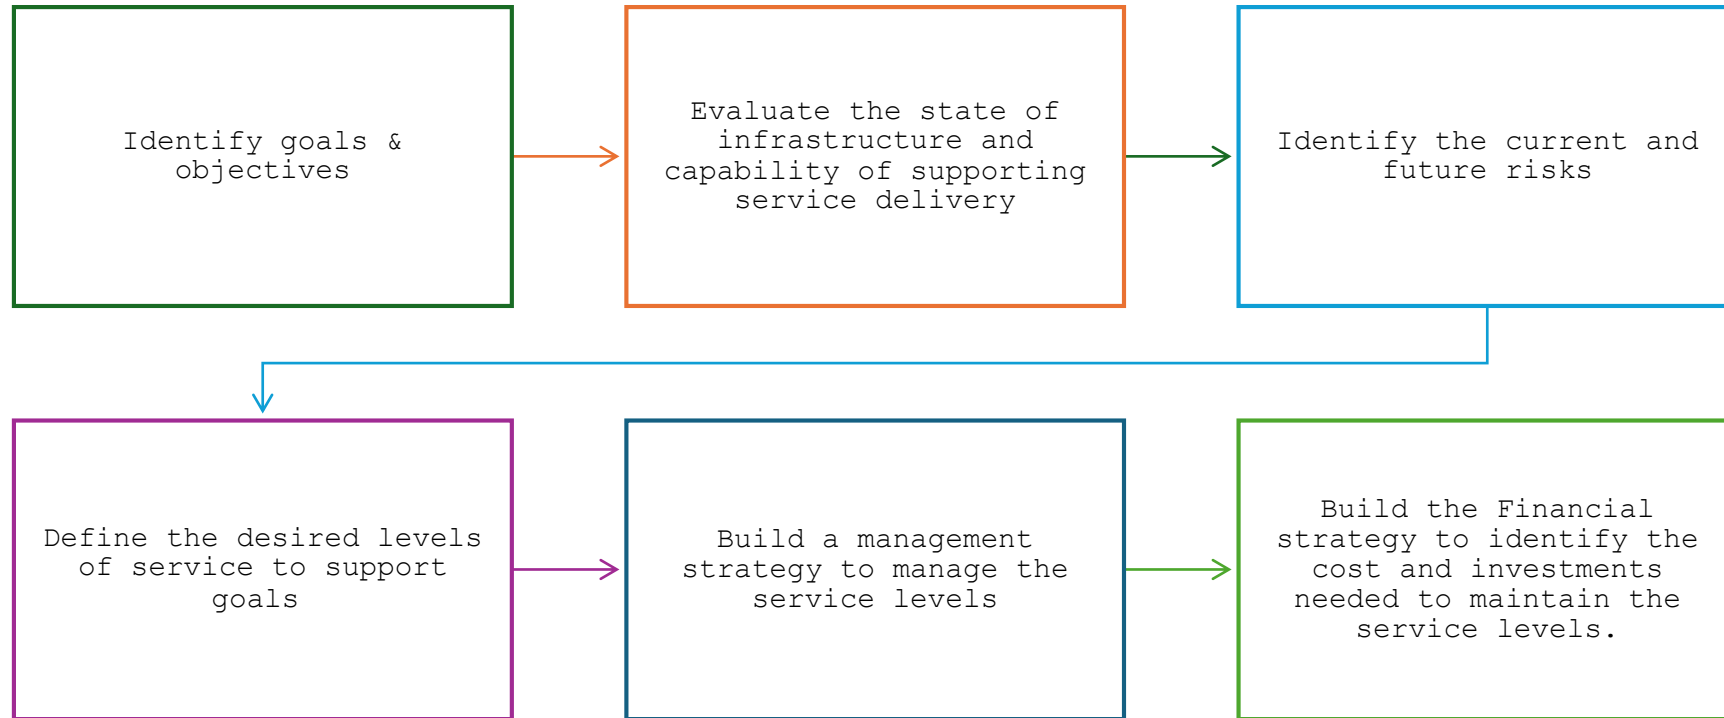 Identify goals &
objectives
Evaluate the state of
infrastructure and
capability of supporting
service delivery
Identify the current and
future risks
Define the desired levels
of service to support
goals
Build a management
strategy to manage the
service levels
Build the Financial
strategy to identify the
cost and investments
needed to maintain the
service levels.